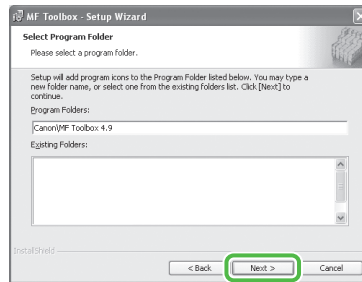 MF Toolbox - Setup Wizard
Select Program Folder
Please select a program folder.
Setup will add program icons to the Program Folder listed below. You may type a
new folder name, or select one from the existing folders list. Click [Next] to
continue.
Program Folders:
Canon\MF Toolbox 4.9
Existing Folders:
InstallShield
< Back Next > Cancel